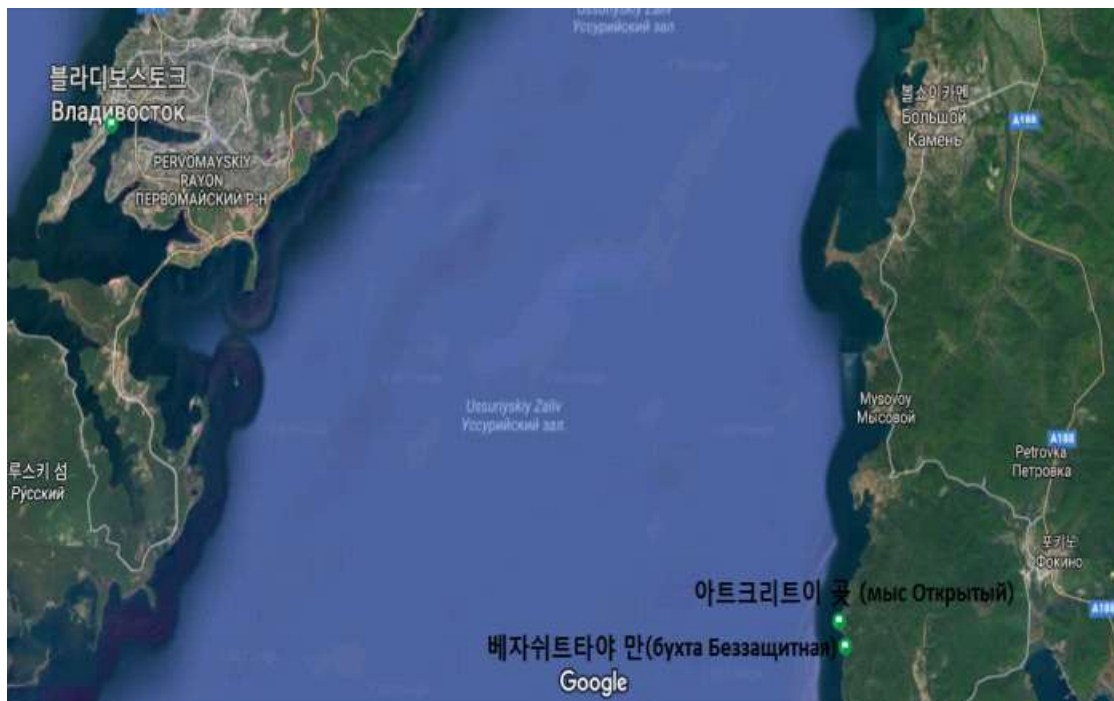 Ussuriyskiy Zaliv
Уссурийский зал.
블라디보스토크
Владивосток
볼쇼이카멘
Большой
Камень
A188
PERVOMAYSKIY
RAYON
ПЕРВОМАЙСКИЙ Р-Н
Ussuriyskiy Zaliv
Уссурийский зал.
Mysovoy
Мысовой
A188
Petrovka
Петровка
루스키 섬
Русский
포키노
Фокино
아트크리트이 곶 (мыс Открытый)
A188
베자쉬트타야 만(бухта Беззащитная)
Google